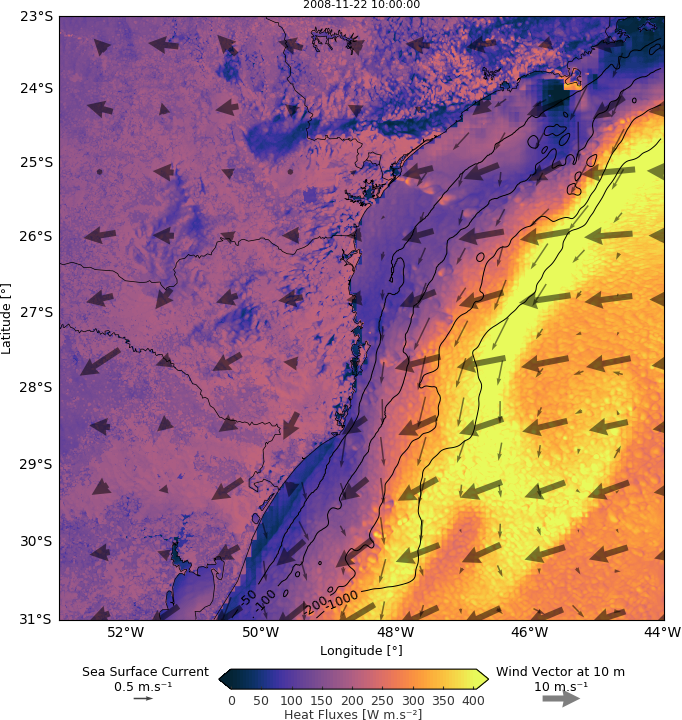 2008-11-22 10:00:00
23°S
24°S
25°S
26°S
27°S
28°S
29°S
30°S
31°S
Latitude [°]
-50
-100
-200
-1000
52°W 50°W 48°W 46°W 44°W
Longitude [°]
Sea Surface Current
0.5 m.s⁻¹
Wind Vector at 10 m
10 m.s⁻¹
0 50 100 150 200 250 300 350 400
Heat Fluxes [W m.s⁻²]